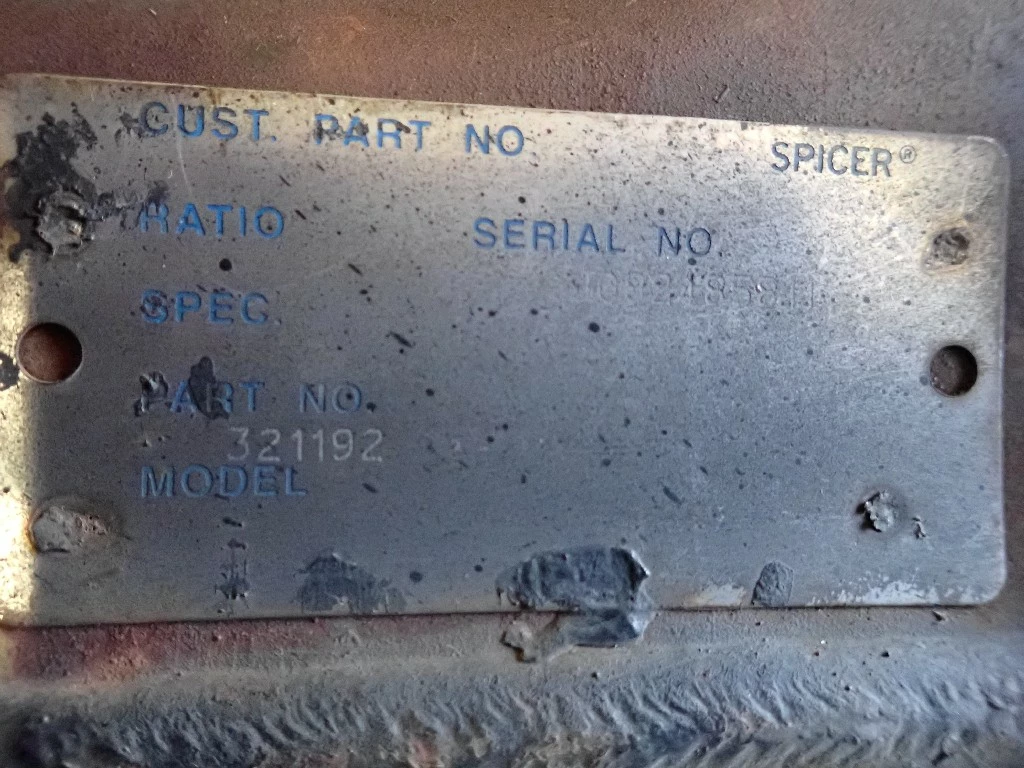 CUST. PART NO
SPICER®
RATIO
SERIAL NO.
SPEC.
PART NO.
321192
MODEL